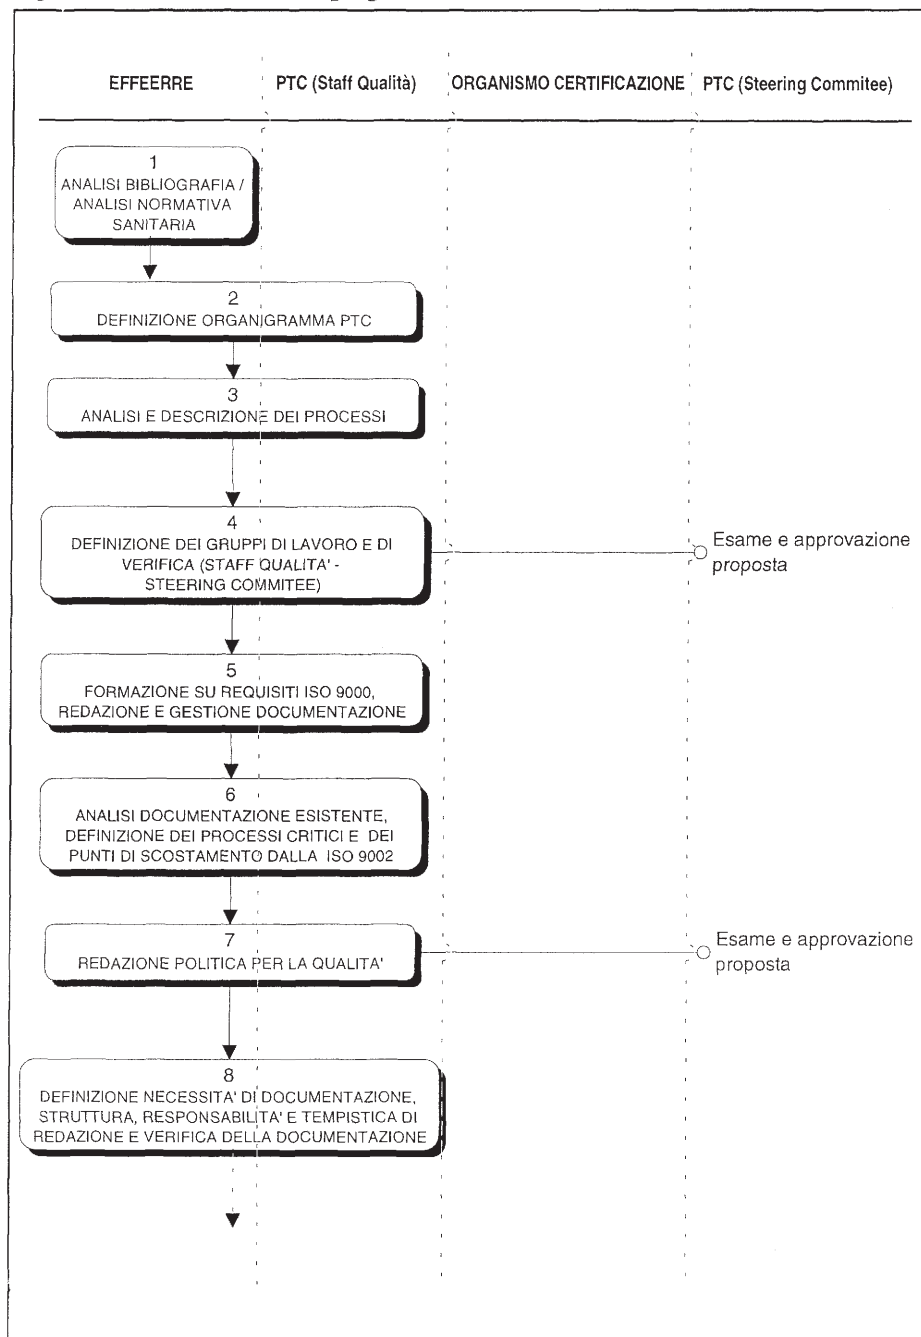 EFFEERRE PTC (Staff Qualità) ORGANISMO CERTIFICAZIONE PTC (Steering Commitee)
1
ANALISI BIBLIOGRAFIA /
ANALISI NORMATIVA
SANITARIA
2
DEFINIZIONE ORGANIGRAMMA PTC
3
ANALISI E DESCRIZIONE DEI PROCESSI
4
DEFINIZIONE DEI GRUPPI DI LAVORO E DI
VERIFICA (STAFF QUALITA' -
STEERING COMMITEE)
Esame e approvazione
proposta
5
FORMAZIONE SU REQUISITI ISO 9000,
REDAZIONE E GESTIONE DOCUMENTAZIONE
6
ANALISI DOCUMENTAZIONE ESISTENTE,
DEFINIZIONE DEI PROCESSI CRITICI E DEI
PUNTI DI SCOSTAMENTO DALLA ISO 9002
7
REDAZIONE POLITICA PER LA QUALITA'
Esame e approvazione
proposta
8
DEFINIZIONE NECESSITA' DI DOCUMENTAZIONE,
STRUTTURA, RESPONSABILITA' E TEMPISTICA DI
REDAZIONE E VERIFICA DELLA DOCUMENTAZIONE